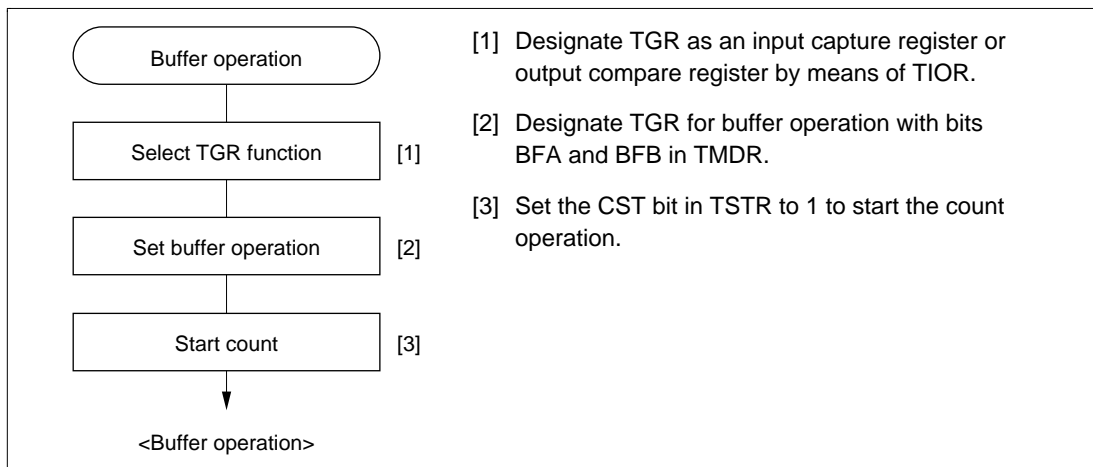 Buffer operation
Select TGR function [1]
Set buffer operation [2]
Start count [3]
<Buffer operation>
[1] Designate TGR as an input capture register or
output compare register by means of TIOR.
[2] Designate TGR for buffer operation with bits
BFA and BFB in TMDR.
[3] Set the CST bit in TSTR to 1 to start the count
operation.